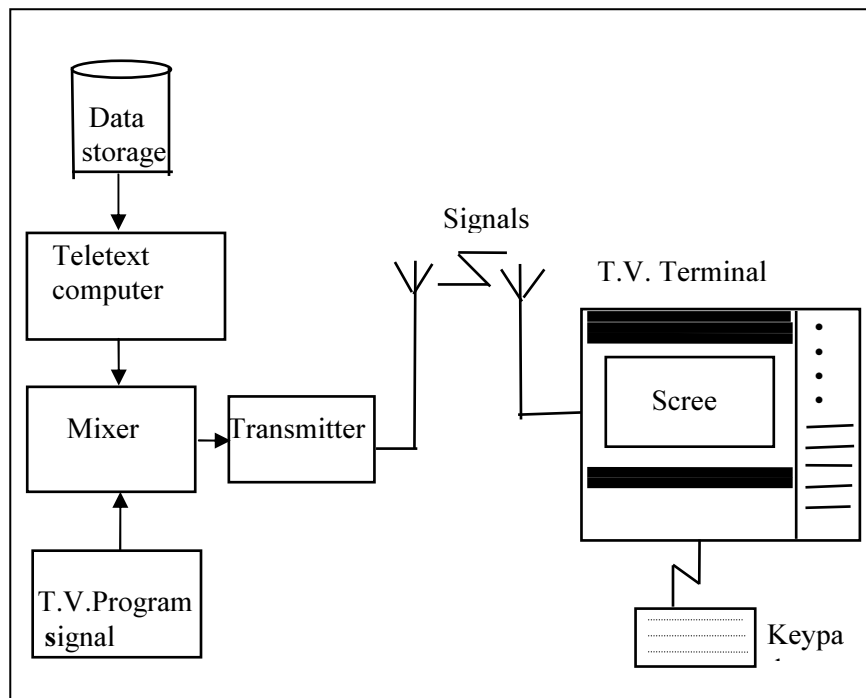 Data
storage
Teletext
computer
Mixer
Transmitter
T.V.Program
signal
Signals
T.V. Terminal
Scree
Keypa